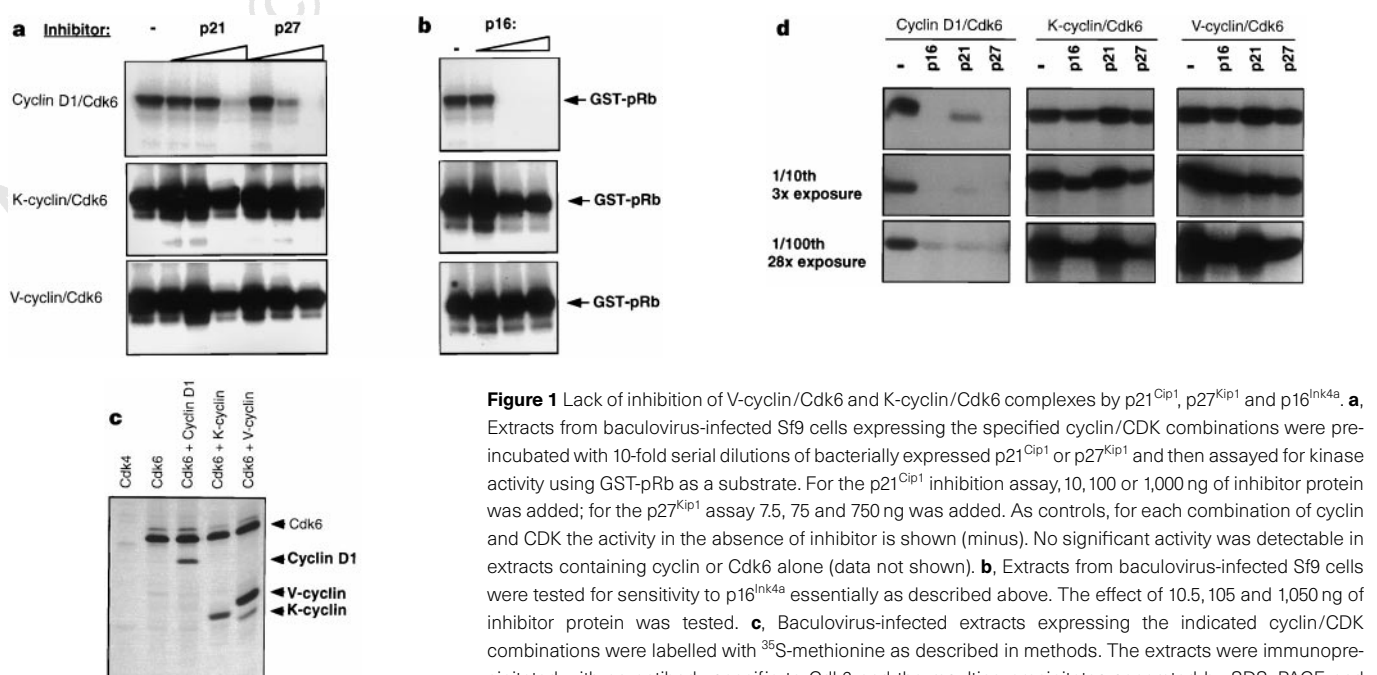 a Inhibitor: - p21 p27
Cyclin D1/Cdk6
GST-pRb
K-cyclin/Cdk6
GST-pRb
V-cyclin/Cdk6
GST-pRb
b p16:
-
d Cyclin D1/Cdk6 K-cyclin/Cdk6 V-cyclin/Cdk6
- p16 p21 p27 - p16 p21 p27 - p16 p21 p27
1/10th
3x exposure
1/100th
28x exposure
c
Cdk4 Cdk6 Cdk6 + Cyclin D1 Cdk6 + K-cyclin Cdk6 + V-cyclin
Cdk6
Cyclin D1
V-cyclin
K-cyclin
Figure 1 Lack of inhibition of V-cyclin/Cdk6 and K-cyclin/Cdk6 complexes by p21Cip1, p27Kip1 and p16Ink4a. a,
Extracts from baculovirus-infected Sf9 cells expressing the specified cyclin/CDK combinations were pre-
incubated with 10-fold serial dilutions of bacterially expressed p21Cip1 or p27Kip1 and then assayed for kinase
activity using GST-pRb as a substrate. For the p21Cip1 inhibition assay, 10, 100 or 1,000 ng of inhibitor protein
was added; for the p27Kip1 assay 7.5, 75 and 750 ng was added. As controls, for each combination of cyclin
and CDK the activity in the absence of inhibitor is shown (minus). No significant activity was detectable in
extracts containing cyclin or Cdk6 alone (data not shown). b, Extracts from baculovirus-infected Sf9 cells
were tested for sensitivity to p16Ink4a essentially as described above. The effect of 10.5, 105 and 1,050 ng of
inhibitor protein was tested. c, Baculovirus-infected extracts expressing the indicated cyclin/CDK
combinations were labelled with 35S-methionine as described in methods. The extracts were immunopre-